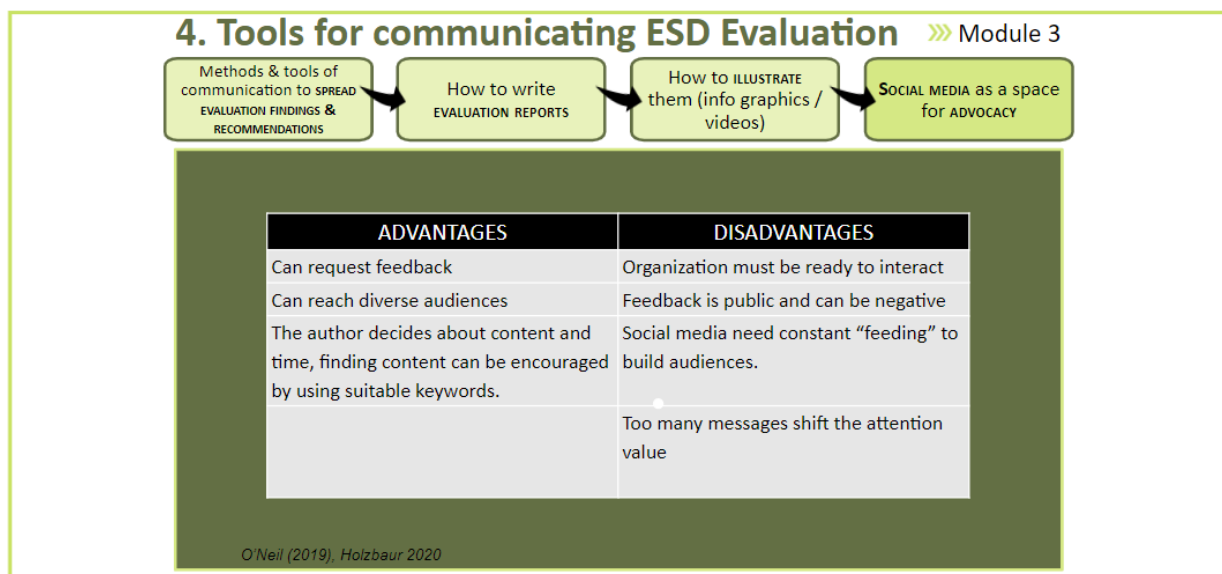 4. Tools for communicating ESD Evaluation
»» Module 3
Methods & tools of
communication to SPREAD
EVALUATION FINDINGS &
RECOMMENDATIONS
How to write
EVALUATION REPORTS
How to ILLUSTRATE
them (info graphics /
videos)
SOCIAL MEDIA as a space
for ADVOCACY
ADVANTAGES
DISADVANTAGES
Can request feedback
Organization must be ready to interact
Can reach diverse audiences
Feedback is public and can be negative
The author decides about content and
time, finding content can be encouraged
by using suitable keywords.
Social media need constant “feeding” to
build audiences.
Too many messages shift the attention
value
O’Neil (2019), Holzbaur 2020